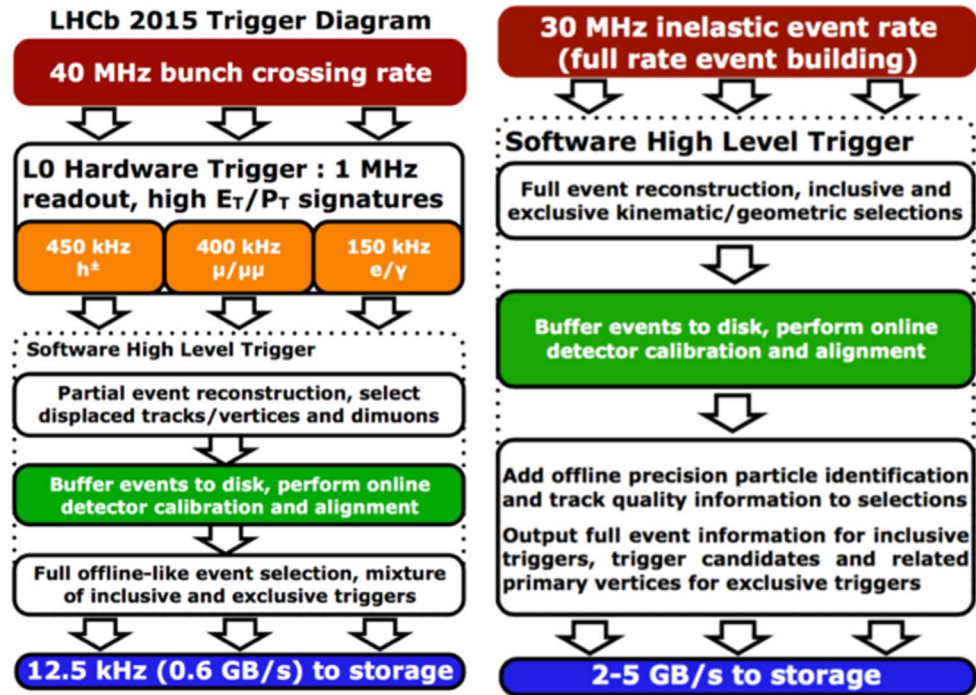 LHCb 2015 Trigger Diagram
40 MHz bunch crossing rate
L0 Hardware Trigger : 1 MHz
readout, high Eᴛ/Pᴛ signatures
450 kHz
h±
400 kHz
µ/µµ
150 kHz
e/γ
Software High Level Trigger
Partial event reconstruction, select
displaced tracks/vertices and dimuons
Buffer events to disk, perform online
detector calibration and alignment
Full offline-like event selection, mixture
of inclusive and exclusive triggers
12.5 kHz (0.6 GB/s) to storage
30 MHz inelastic event rate
(full rate event building)
Software High Level Trigger
Full event reconstruction, inclusive and
exclusive kinematic/geometric selections
Buffer events to disk, perform online
detector calibration and alignment
Add offline precision particle identification
and track quality information to selections
Output full event information for inclusive
triggers, trigger candidates and related
primary vertices for exclusive triggers
2-5 GB/s to storage